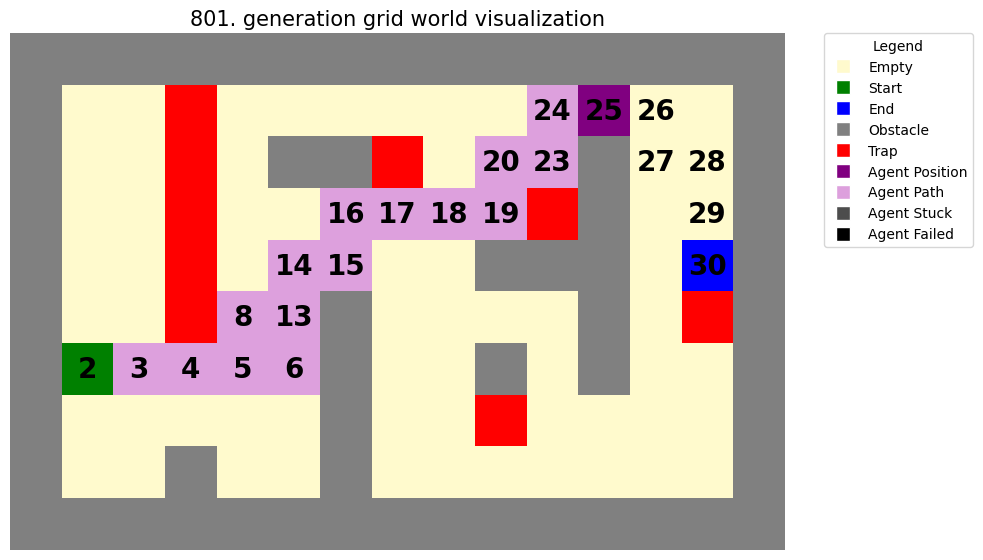 801. generation grid world visualization
24 25 26
20 23 27 28
16 17 18 19 29
14 15 30
8 13
2 3 4 5 6
Legend
Empty
Start
End
Obstacle
Trap
Agent Position
Agent Path
Agent Stuck
Agent Failed